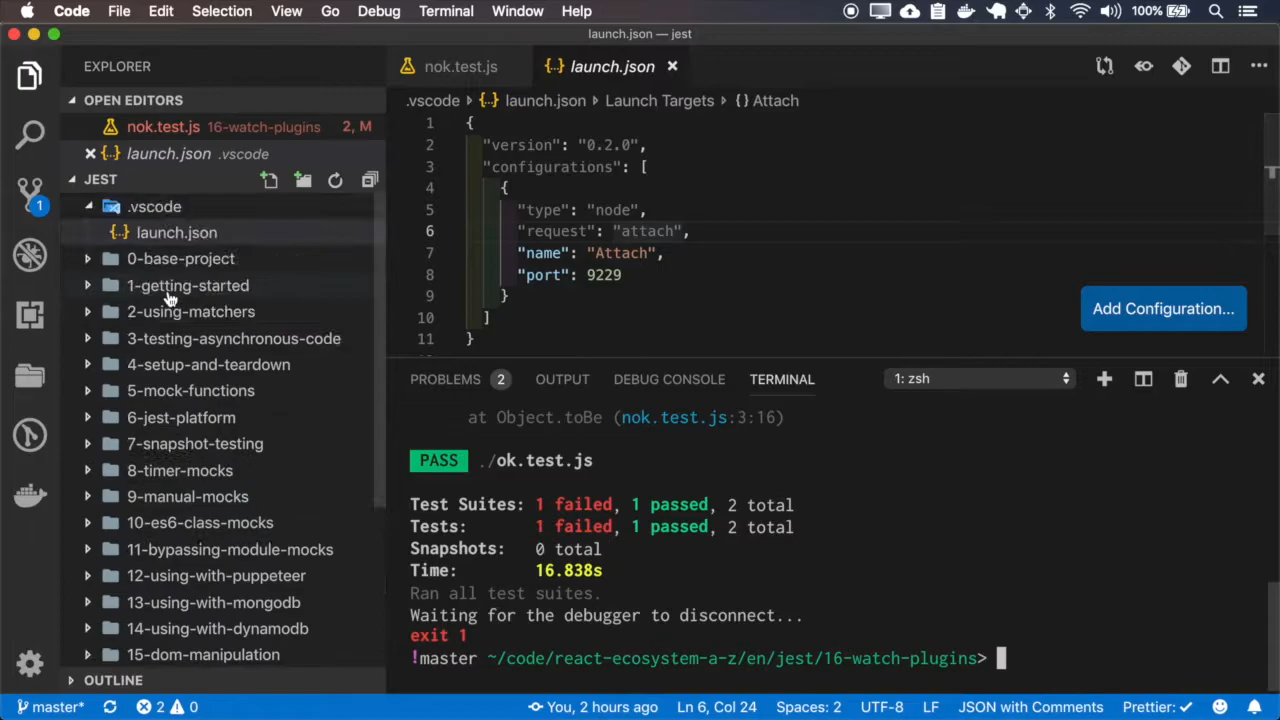 Code File Edit Selection View Go Debug Terminal Window Help 100%
launch.json — jest
EXPLORER
OPEN EDITORS
nok.test.js 16-watch-plugins 2, M
launch.json .vscode
JEST
.vscode
launch.json
0-base-project
1-getting-started
2-using-matchers
3-testing-asynchronous-code
4-setup-and-teardown
5-mock-functions
6-jest-platform
7-snapshot-testing
8-timer-mocks
9-manual-mocks
10-es6-class-mocks
11-bypassing-module-mocks
12-using-with-puppeteer
13-using-with-mongodb
14-using-with-dynamodb
15-dom-manipulation
OUTLINE
1
nok.test.js launch.json
.vscode launch.json Launch Targets {} Attach
1 {
2 "version": "0.2.0",
3 "configurations": [
4 {
5 "type": "node",
6 "request": "attach",
7 "name": "Attach",
8 "port": 9229
9 }
10 ]
11 }
Add Configuration...
PROBLEMS 2 OUTPUT DEBUG CONSOLE TERMINAL 1: zsh
at Object.toBe (nok.test.js:3:16)
PASS ./ok.test.js
Test Suites: 1 failed, 1 passed, 2 total
Tests: 1 failed, 1 passed, 2 total
Snapshots: 0 total
Time: 16.838s
Ran all test suites.
Waiting for the debugger to disconnect...
exit 1
!master ~/code/react-ecosystem-a-z/en/jest/16-watch-plugins>
master* 2 0 You, 2 hours ago Ln 6, Col 24 Spaces: 2 UTF-8 LF JSON with Comments Prettier: ✓